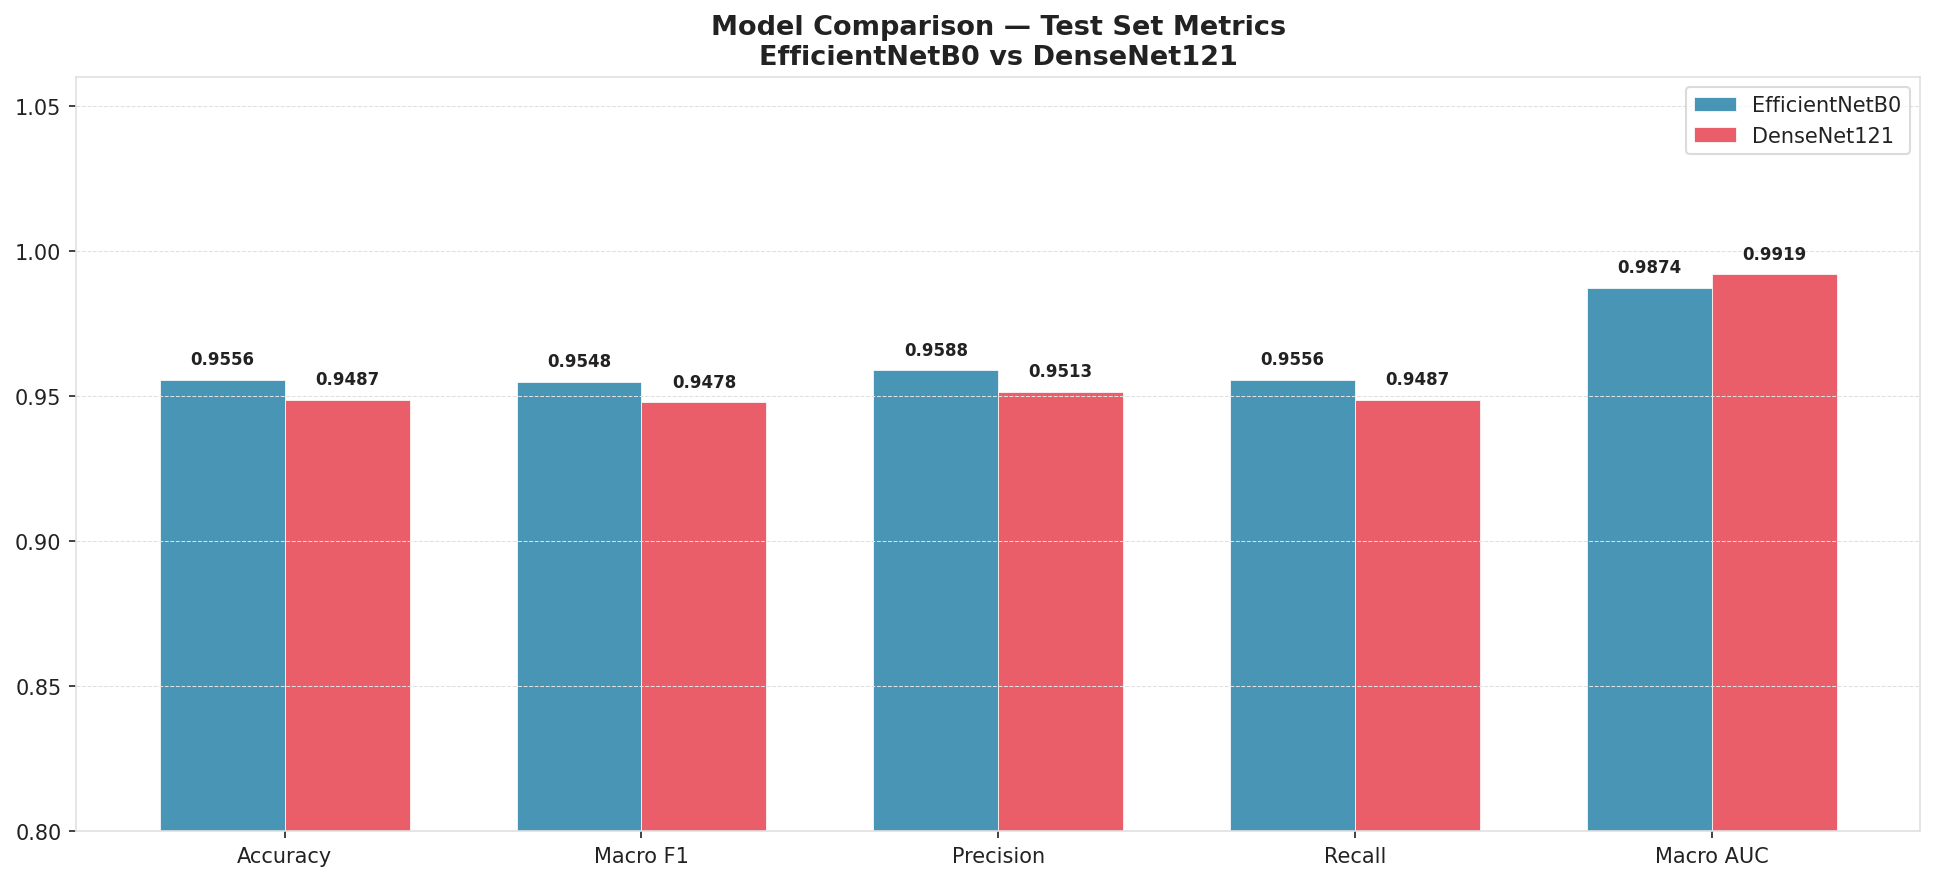 Model Comparison — Test Set Metrics
EfficientNetB0 vs DenseNet121
EfficientNetB0
DenseNet121
1.05
1.00
0.95
0.90
0.85
0.80
0.9556
0.9487
0.9548
0.9478
0.9588
0.9513
0.9556
0.9487
0.9874
0.9919
Accuracy
Macro F1
Precision
Recall
Macro AUC